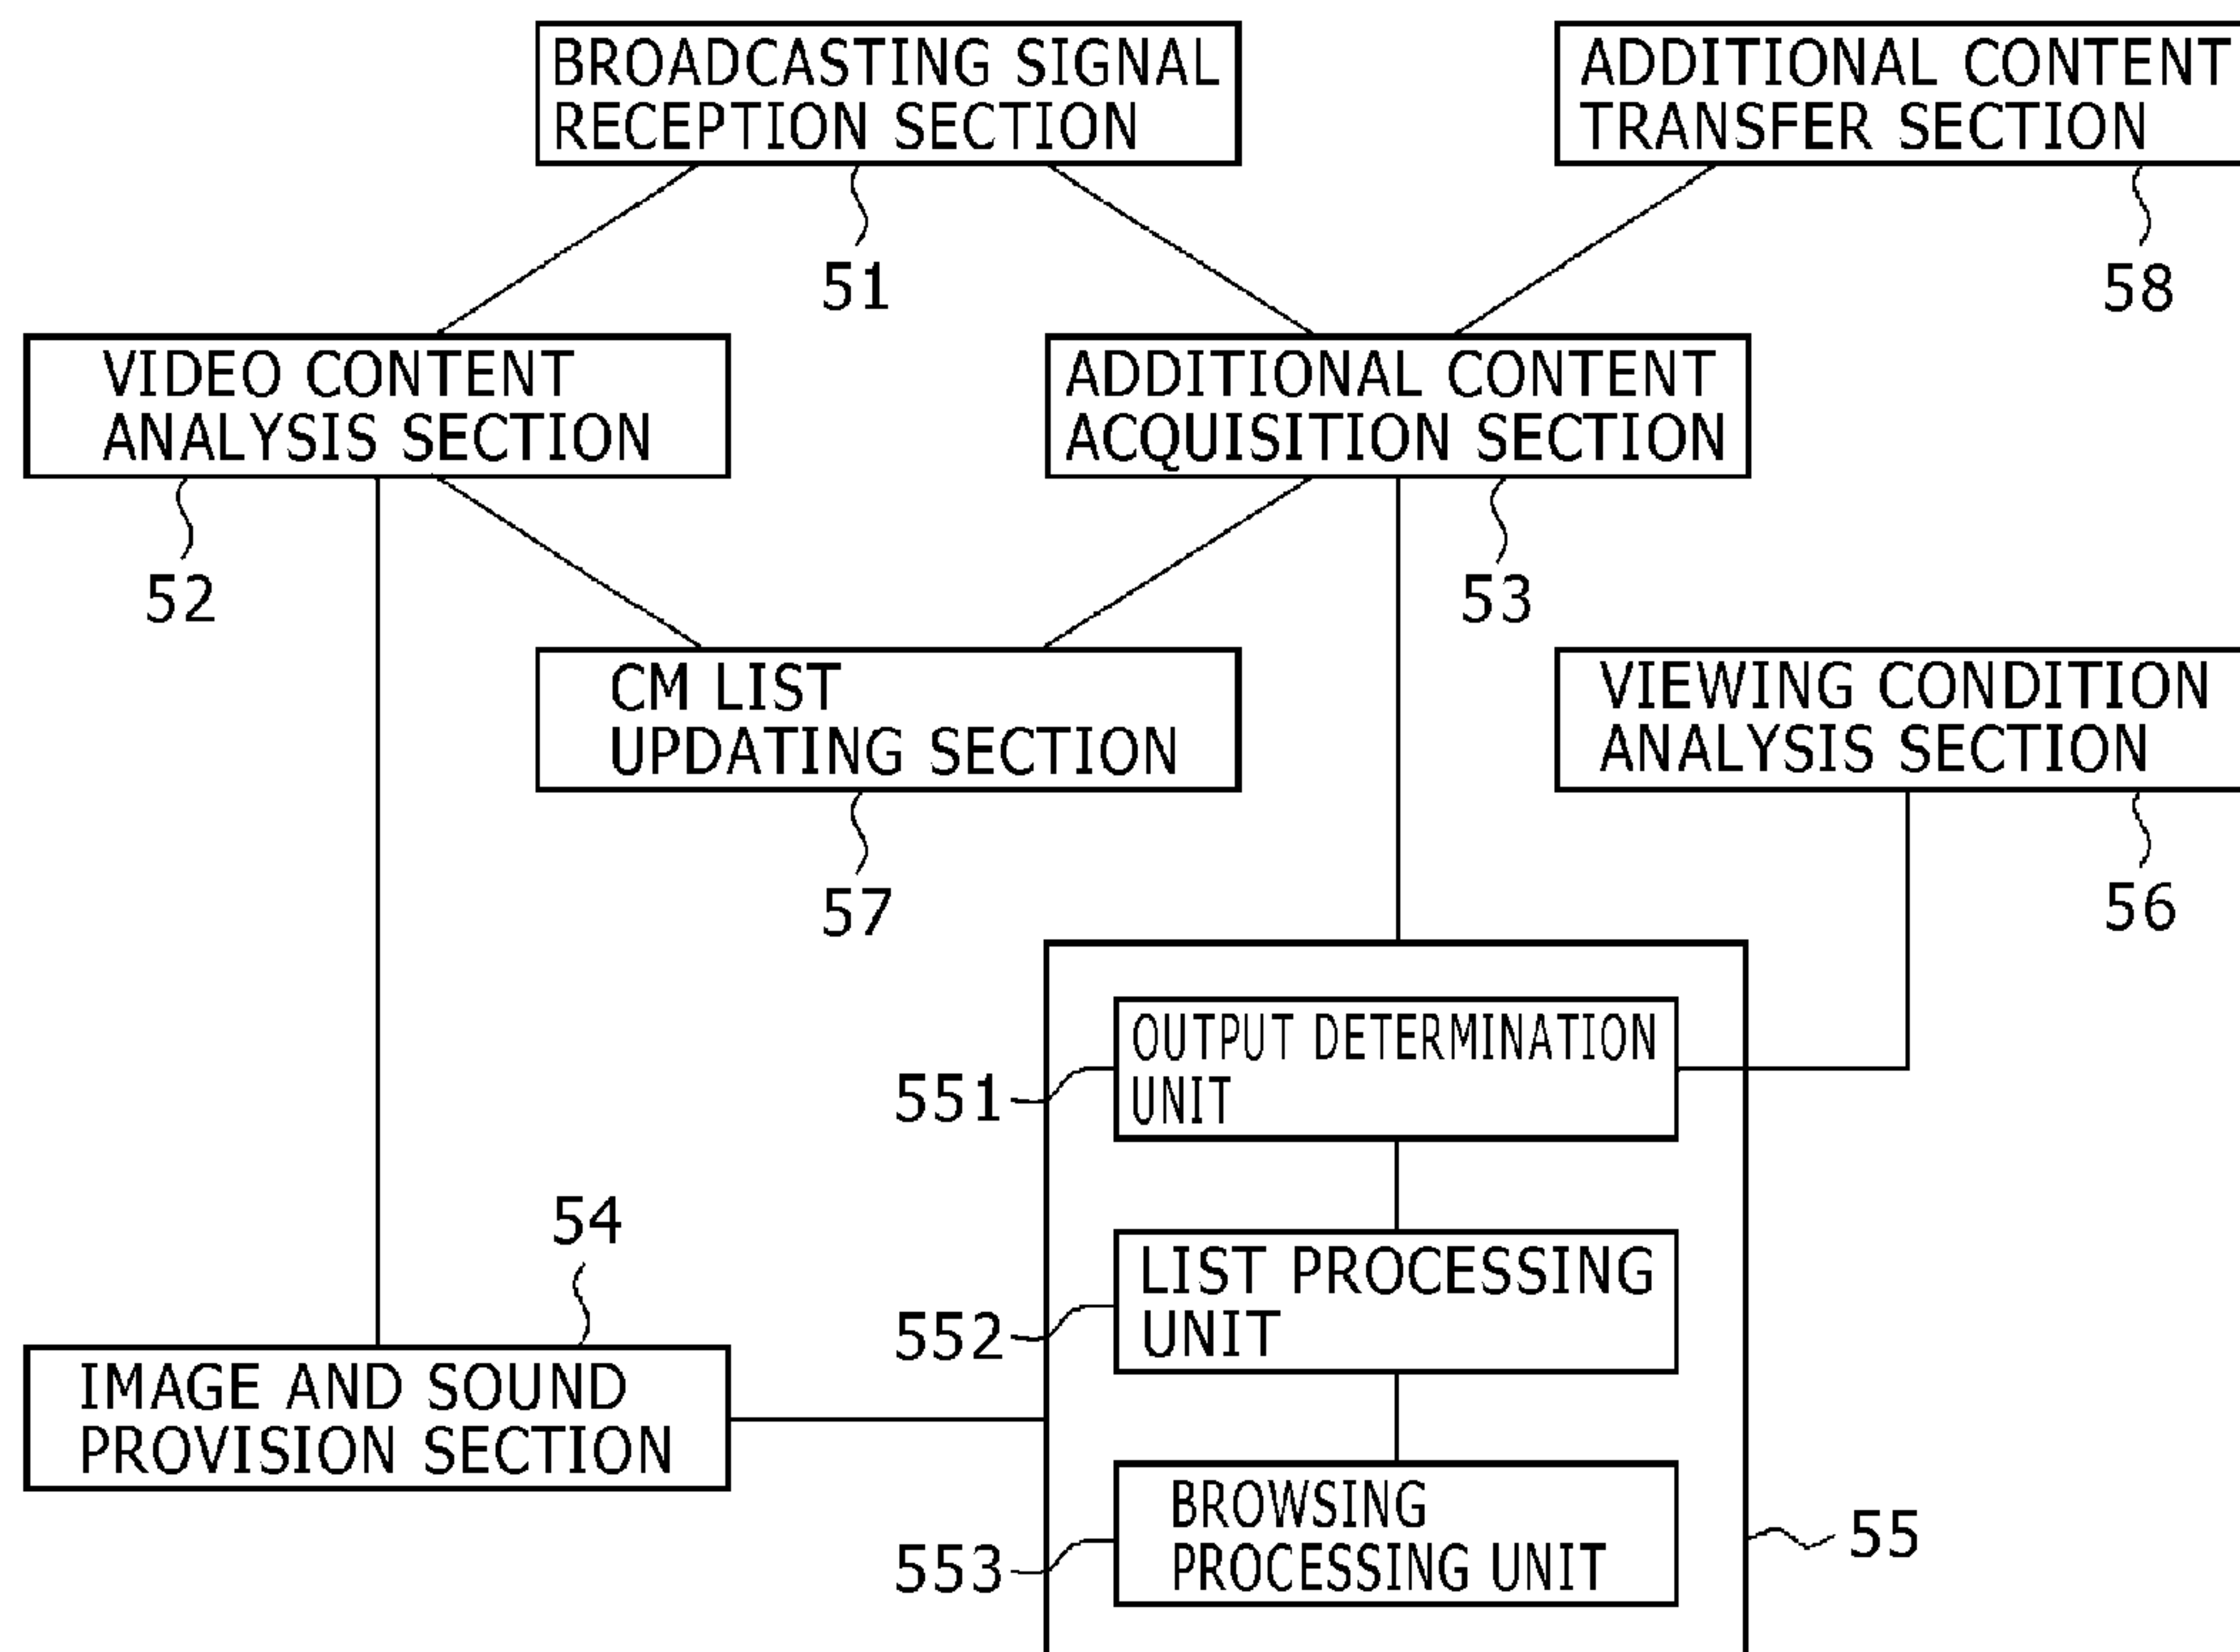 BROADCASTING SIGNAL
RECEPTION SECTION
51
ADDITIONAL CONTENT
TRANSFER SECTION
58
VIDEO CONTENT
ANALYSIS SECTION
52
ADDITIONAL CONTENT
ACQUISITION SECTION
53
CM LIST
UPDATING SECTION
57
VIEWING CONDITION
ANALYSIS SECTION
56
OUTPUT DETERMINATION
UNIT
551
54
LIST PROCESSING
UNIT
552
IMAGE AND SOUND
PROVISION SECTION
BROWSING
PROCESSING UNIT
553
55